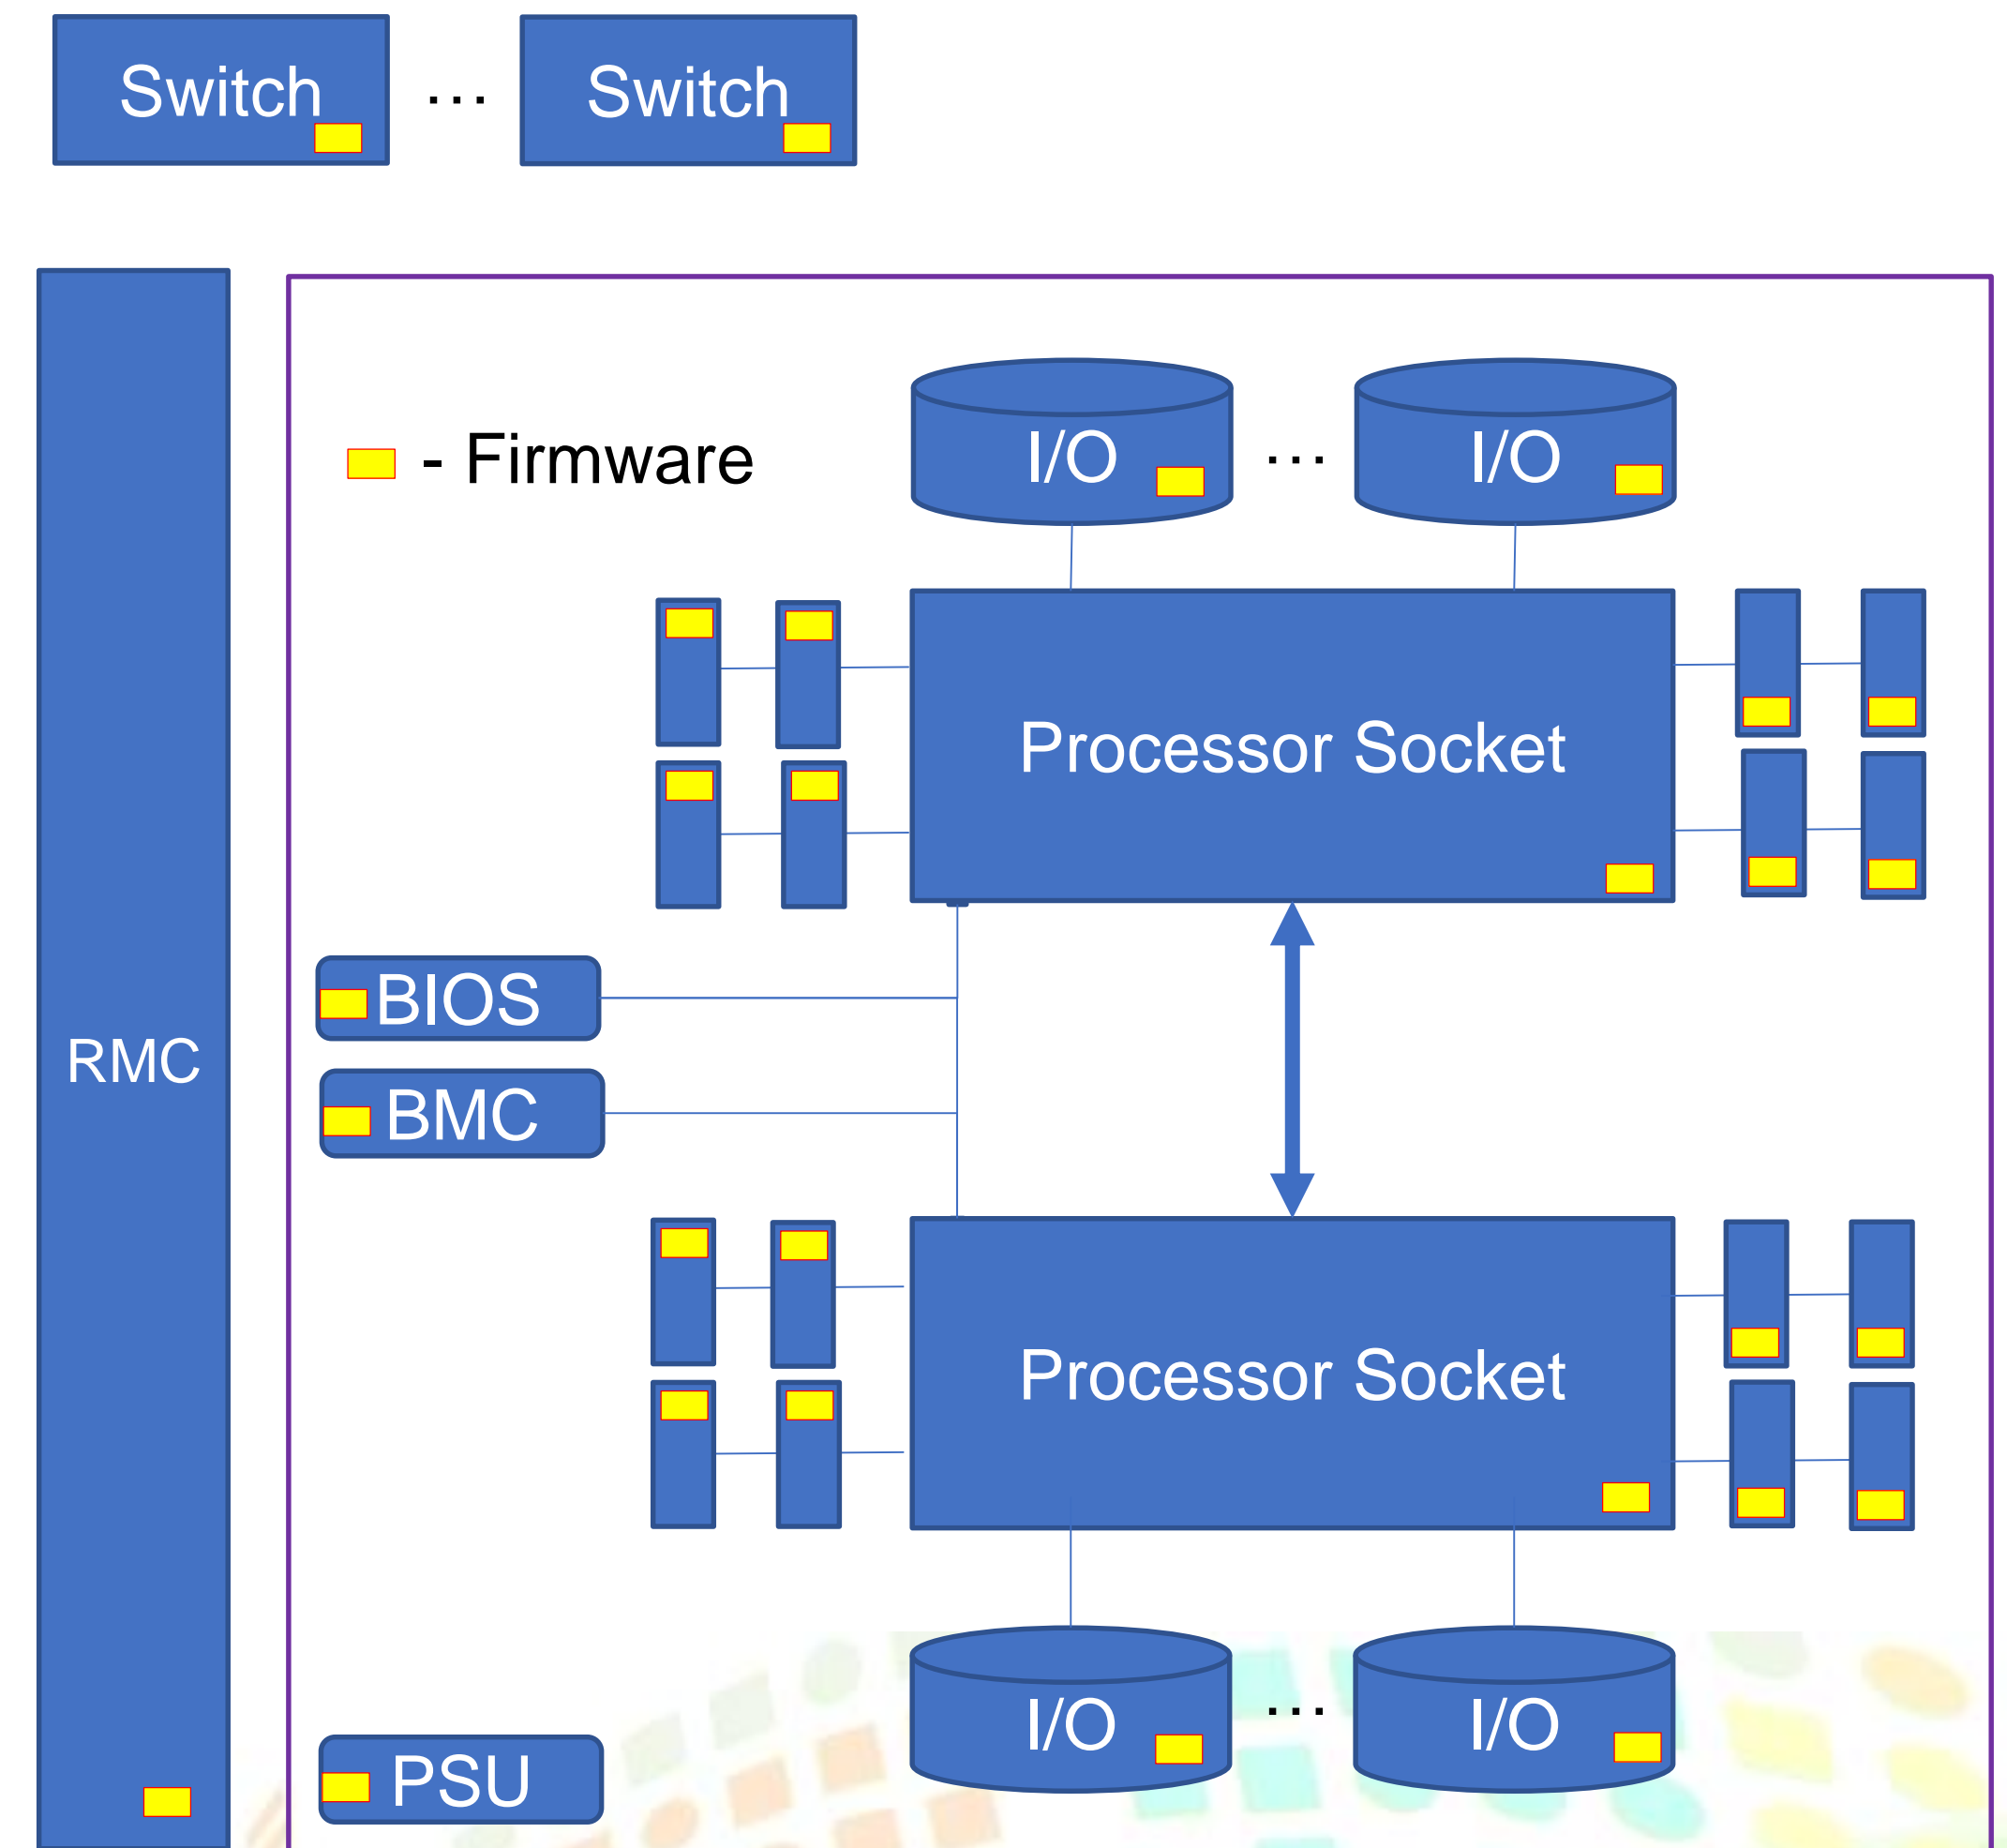 Switch … Switch
- Firmware
I/O … I/O
Processor Socket
BIOS
RMC
BMC
Processor Socket
I/O … I/O
PSU